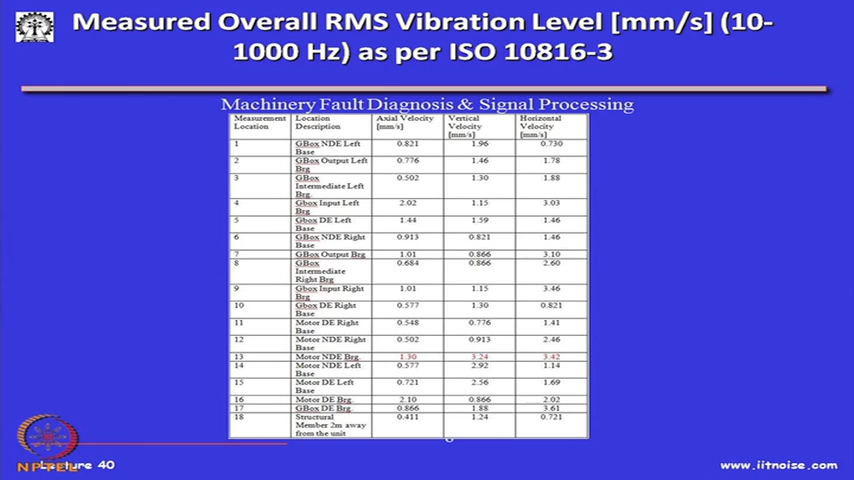 Measured Overall RMS Vibration Level [mm/s] (10-
1000 Hz) as per ISO 10816-3
Machinery Fault Diagnosis & Signal Processing
Measurement Location Location Description Axial Velocity [mm/s] Vertical Velocity [mm/s] Horizontal Velocity [mm/s]
1 GBox NDE Left Base 0.821 1.96 0.730
2 GBox Output Left Brg 0.776 1.46 1.78
3 GBox Intermediate Left Brg. 0.502 1.30 1.88
4 Gbox Input Left Brg 2.02 1.15 3.03
5 Gbox DE Left Base 1.44 1.59 1.46
6 GBox NDE Right Base 0.913 0.821 1.46
7 GBox Output Brg 1.01 0.866 3.10
8 GBox Intermediate Right Brg 0.684 0.866 2.60
9 Gbox Input Right Brg 1.01 1.15 3.46
10 Gbox DE Right Base 0.577 1.30 0.821
11 Motor DE Right Base 0.548 0.776 1.41
12 Motor NDE Right Base 0.502 0.913 2.46
13 Motor NDE Brg. 1.30 3.24 3.42
14 Motor NDE Left Base 0.577 2.92 1.14
15 Motor DE Left Base 0.721 2.56 1.69
16 Motor DE Brg. 2.10 0.866 2.02
17 GBox DE Brg. 0.866 1.88 3.61
18 Structural Member 2m away from the unit 0.411 1.24 0.721
NPTEL
Lecture 40
www.iitnoise.com